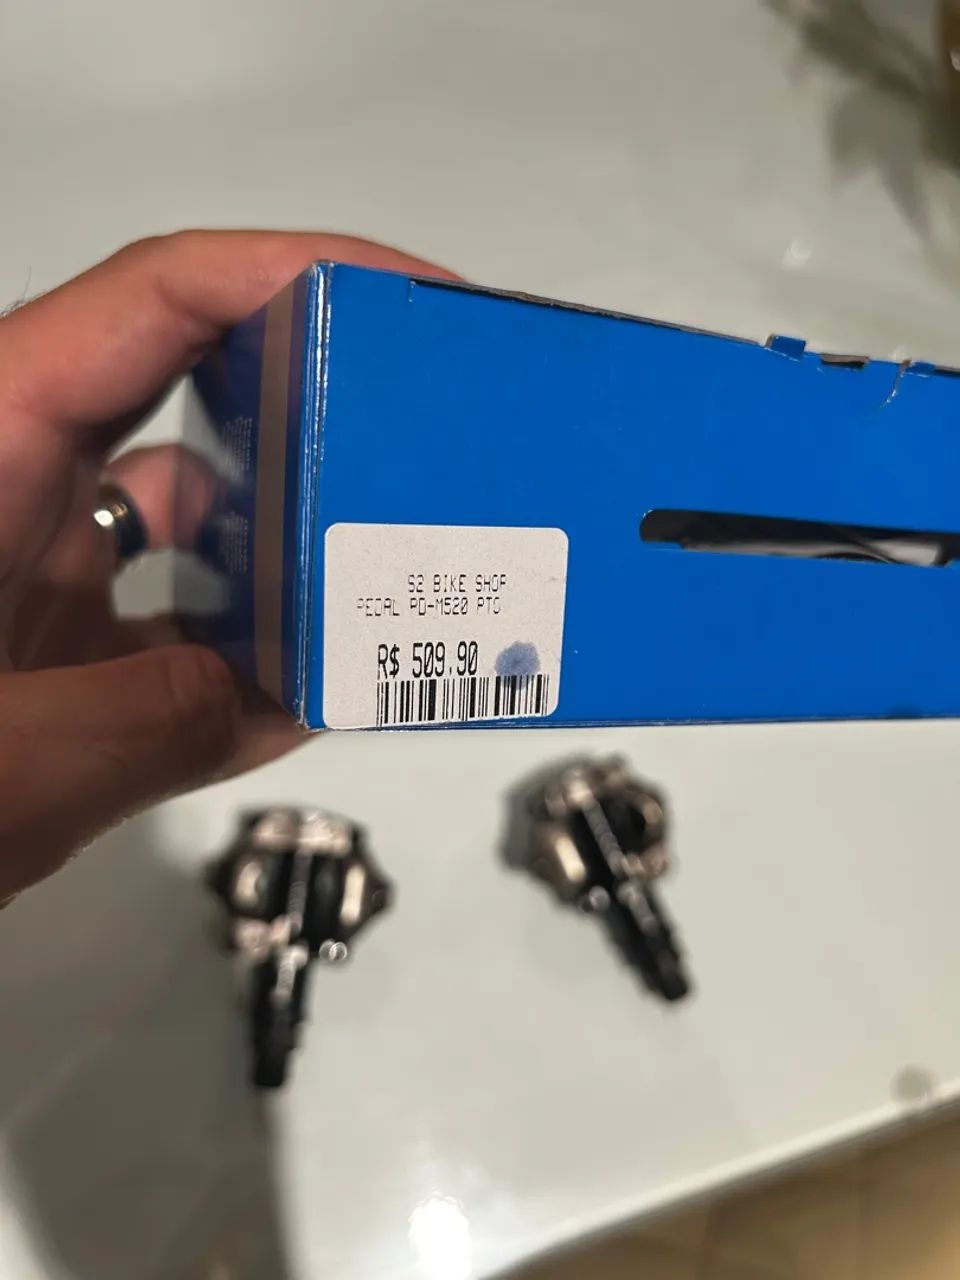 S2 BIKE SHOP
PEDAL PD-M520 PTO
R$ 509.90